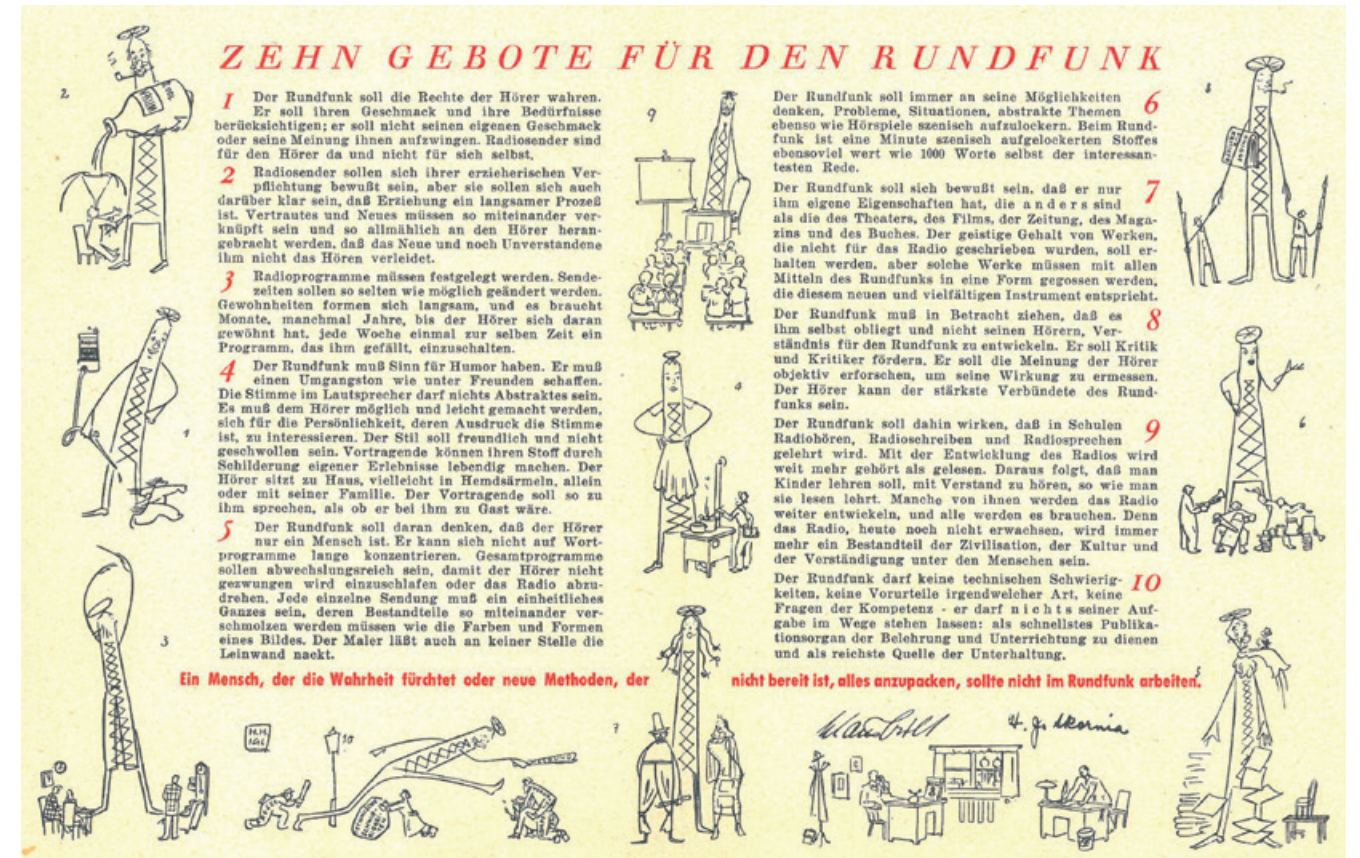 ZEHN GEBOTE FÜR DEN RUNDFUNK
1 Der Rundfunk soll die Rechte der Hörer wahren.
Er soll ihren Geschmack und ihre Bedürfnisse
berücksichtigen; er soll nicht seinen eigenen Geschmack
oder seine Meinung ihnen aufzwingen. Radiosender sind
für den Hörer da und nicht für sich selbst.
2 Radiosender sollen sich ihrer erzieherischen Ver-
pflichtung bewußt sein, aber sie sollen sich auch
darüber klar sein, daß Erziehung ein langsamer Prozeß
ist. Vertrautes und Neues müssen so miteinander ver-
knüpft sein und so allmählich an den Hörer heran-
gebracht werden, daß das Neue und noch Unverstandene
ihm nicht das Hören verleidet.
3 Radioprogramme müssen festgelegt werden. Sende-
zeiten sollen so selten wie möglich geändert werden.
Gewohnheiten formen sich langsam, und es braucht
Monate, manchmal Jahre, bis der Hörer sich daran
gewöhnt hat, jede Woche einmal zur selben Zeit ein
Programm, das ihm gefällt, einzuschalten.
4 Der Rundfunk muß Sinn für Humor haben. Er muß
einen Umgangston wie unter Freunden schaffen.
Die Stimme im Lautsprecher darf nichts Abstraktes sein.
Es muß dem Hörer möglich und leicht gemacht werden,
sich für die Persönlichkeit, deren Ausdruck die Stimme
ist, zu interessieren. Der Stil soll freundlich und nicht
geschwollen sein. Vortragende können ihren Stoff durch
Schilderung eigener Erlebnisse lebendig machen. Der
Hörer sitzt zu Haus, vielleicht in Hemdsärmeln, allein
oder mit seiner Familie. Der Vortragende soll so zu
ihm sprechen, als ob er bei ihm zu Gast wäre.
5 Der Rundfunk soll daran denken, daß der Hörer
nur ein Mensch ist. Er kann sich nicht auf Wort-
programme lange konzentrieren. Gesamtprogramme
sollen abwechslungsreich sein, damit der Hörer nicht
gezwungen wird einzuschlafen oder das Radio abzu-
drehen. Jede einzelne Sendung muß ein einheitliches
Ganzes sein, deren Bestandteile so miteinander ver-
schmolzen werden müssen wie die Farben und Formen
eines Bildes. Der Maler läßt auch an keiner Stelle die
Leinwand nackt.
Der Rundfunk soll immer an seine Möglichkeiten 6
denken, Probleme, Situationen, abstrakte Themen
ebenso wie Hörspiele szenisch aufzulockern. Beim Rund-
funk ist eine Minute szenisch aufgelockerten Stoffes
ebensoviel wert wie 1000 Worte selbst der interessan-
testen Rede.
Der Rundfunk soll sich bewußt sein, daß er nur 7
ihm eigene Eigenschaften hat, die anders sind
als die des Theaters, des Films, der Zeitung, des Maga-
zins und des Buches. Der geistige Gehalt von Werken,
die nicht für das Radio geschrieben wurden, soll er-
halten werden, aber solche Werke müssen mit allen
Mitteln des Rundfunks in eine Form gegossen werden,
die diesem neuen und vielfältigen Instrument entspricht.
Der Rundfunk muß in Betracht ziehen, daß es 8
ihm selbst obliegt und nicht seinen Hörern, Ver-
ständnis für den Rundfunk zu entwickeln. Er soll Kritik
und Kritiker fördern. Er soll die Meinung der Hörer
objektiv erforschen, um seine Wirkung zu ermessen.
Der Hörer kann der stärkste Verbündete des Rund-
funks sein.
Der Rundfunk soll dahin wirken, daß in Schulen 9
Radiohören, Radioschreiben und Radiosprechen
gelehrt wird. Mit der Entwicklung des Radios wird
weit mehr gehört als gelesen. Daraus folgt, daß man
Kinder lehren soll, mit Verstand zu hören, so wie man
sie lesen lehrt. Manche von ihnen werden das Radio
weiter entwickeln, und alle werden es brauchen. Denn
das Radio, heute noch nicht erwachsen, wird immer
mehr ein Bestandteil der Zivilisation, der Kultur und
der Verständigung unter den Menschen sein.
Der Rundfunk darf keine technischen Schwierig- 10
keiten, keine Vorurteile irgendwelcher Art, keine
Fragen der Kompetenz - er darf nichts seiner Auf-
gabe im Wege stehen lassen: als schnellstes Publika-
tionsorgan der Belehrung und Unterrichtung zu dienen
und als reichste Quelle der Unterhaltung.
Ein Mensch, der die Wahrheit fürchtet oder neue Methoden, der nicht bereit ist, alles anzupacken, sollte nicht im Rundfunk arbeiten.
H. J. Skornia
2
1
3
9
4
7
10
8
6
5